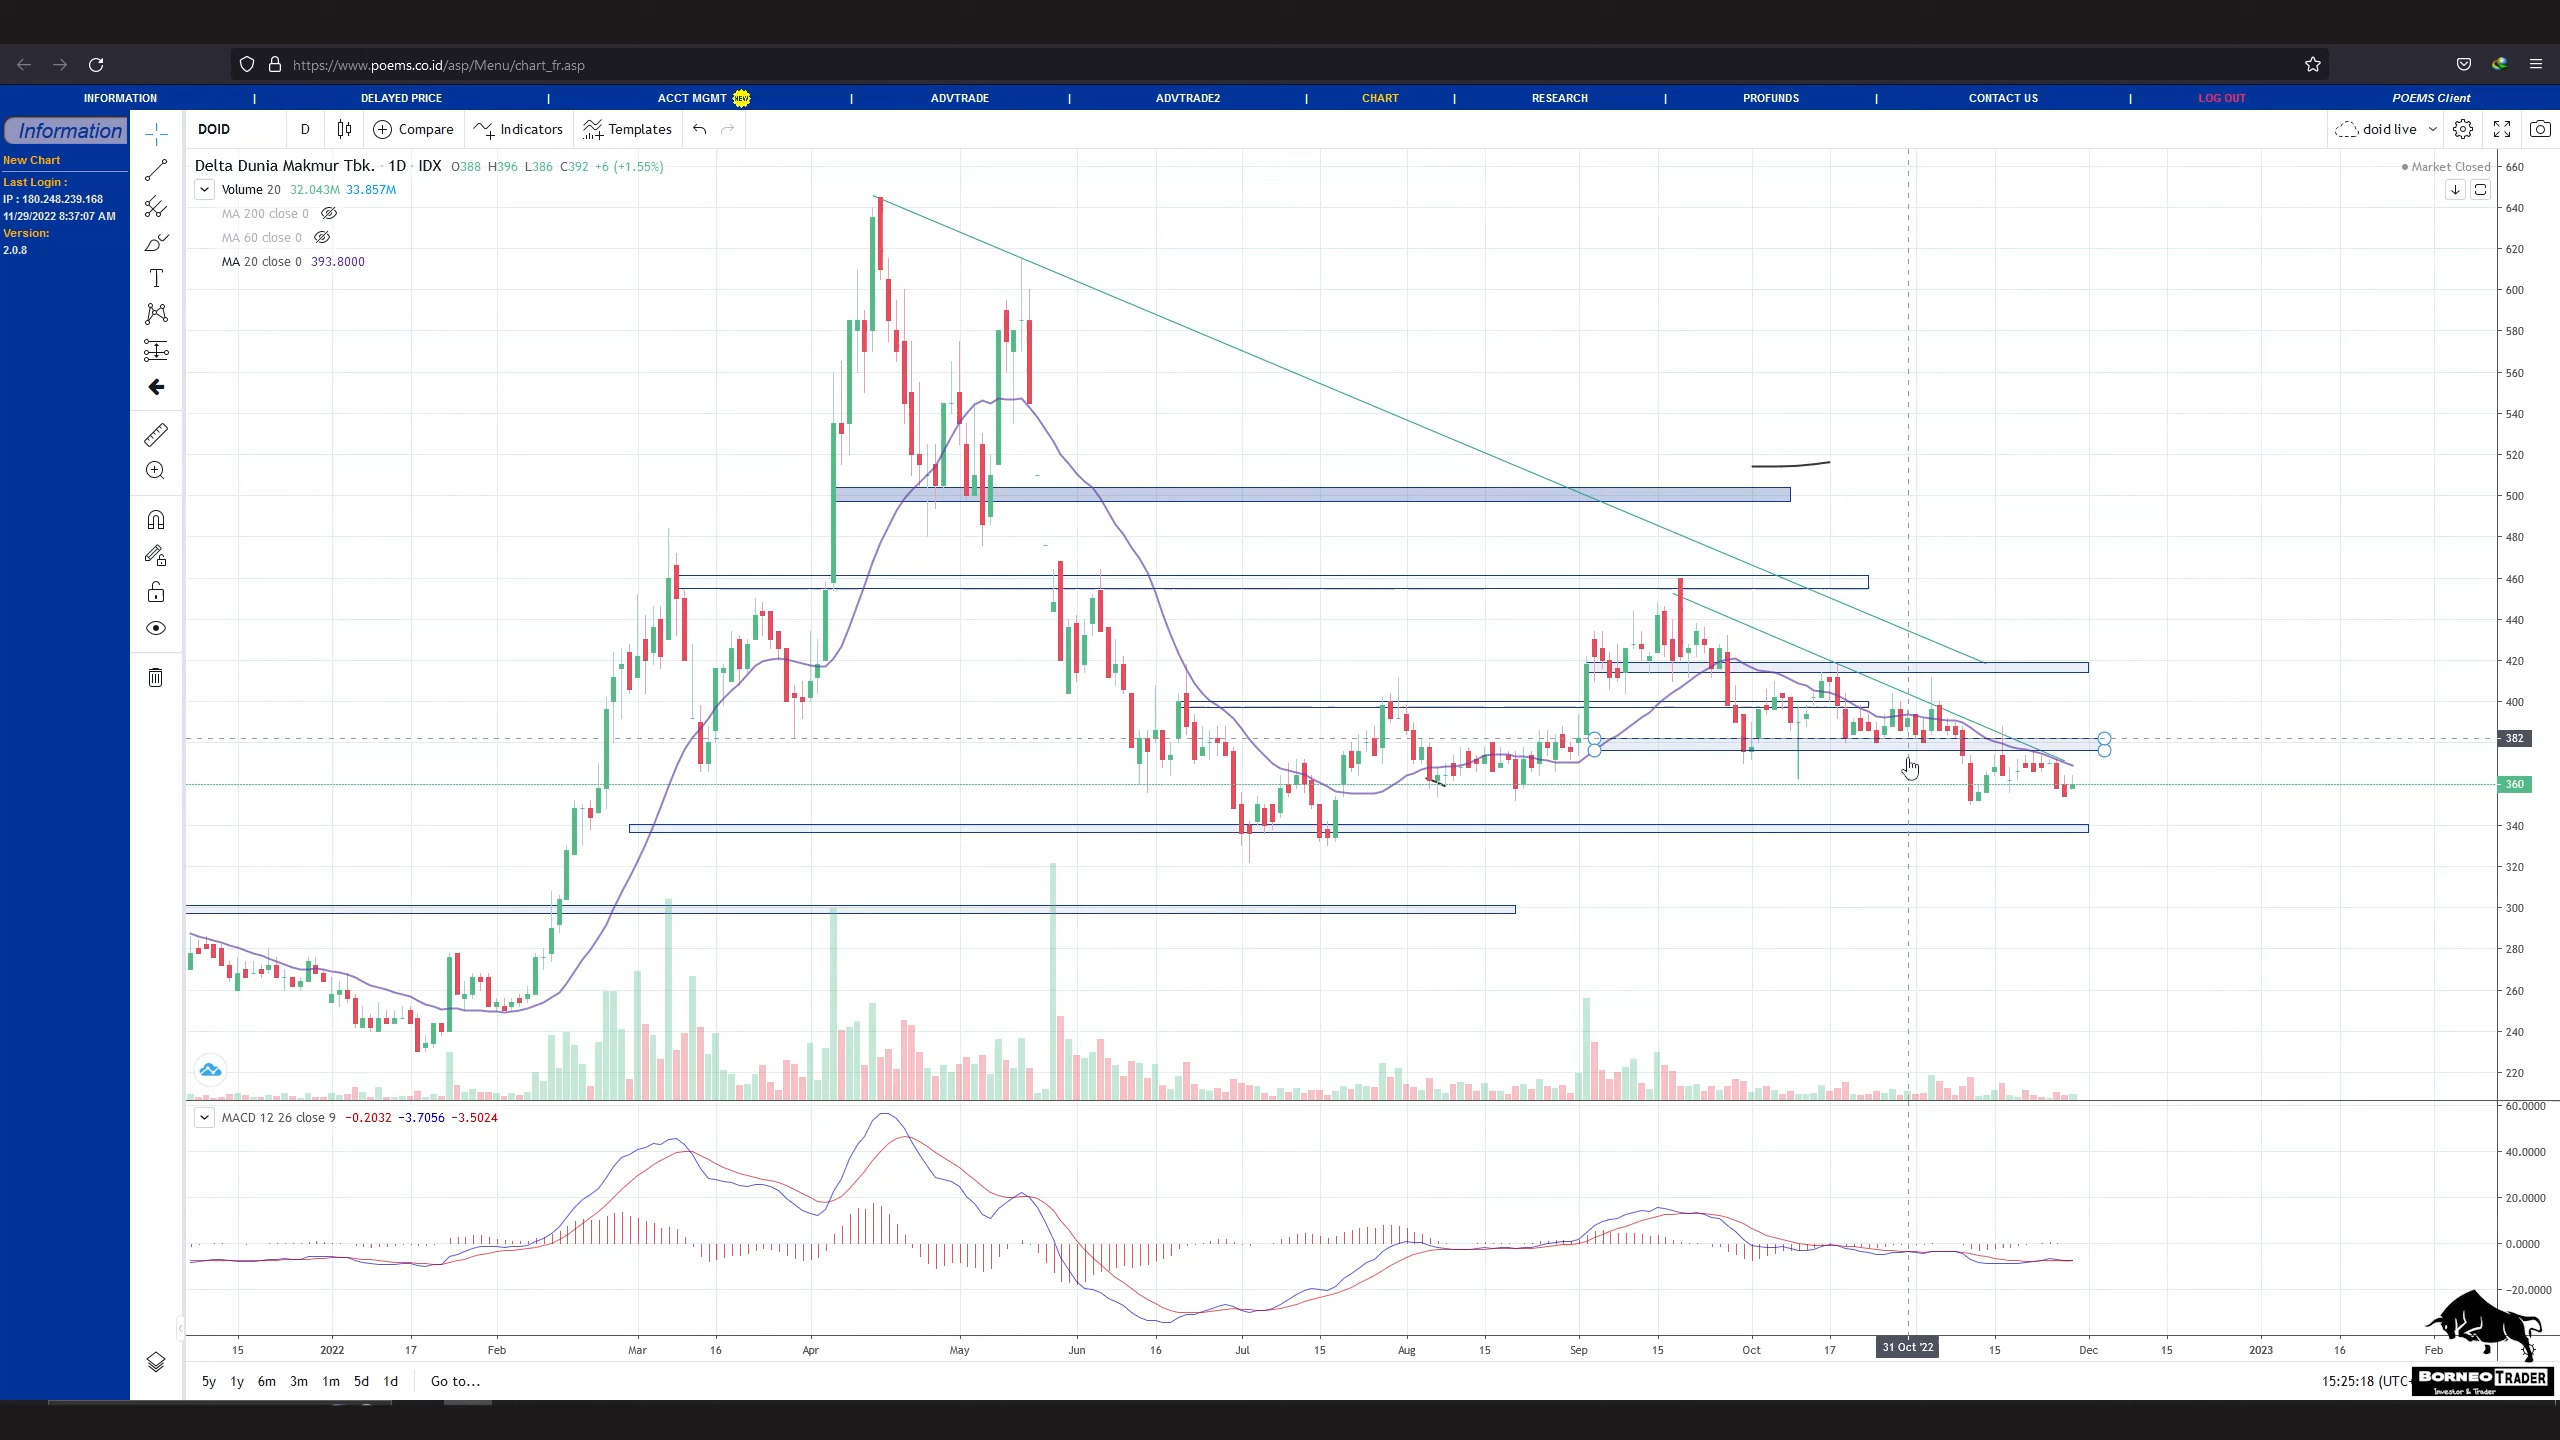 https://www.poems.co.id/asp/Menu/chart_fr.asp
INFORMATION | DELAYED PRICE | ACCT MGMT NEW | ADVTRADE | ADVTRADE2 | CHART | RESEARCH | PROFUNDS | CONTACT US | LOG OUT POEMS Client
Information
New Chart
Last Login :
IP : 180.248.239.168
11/29/2022 8:37:07 AM
Version:
2.0.8
DOID D Compare Indicators Templates doid live
Delta Dunia Makmur Tbk. · 1D · IDX O388 H396 L386 C392 +6 (+1.55%)
Market Closed
Volume 20 32.043M 33.857M
MA 200 close 0
MA 60 close 0
MA 20 close 0 393.8000
660
640
620
600
580
560
540
520
500
480
460
440
420
400
382
360
340
320
300
280
260
240
220
MACD 12 26 close 9 −0.2032 −3.7056 −3.5024
60.0000
40.0000
20.0000
0.0000
−20.0000
15 2022 17 Feb Mar 16 Apr May Jun 16 Jul 15 Aug 15 Sep 15 Oct 17 31 Oct '22 15 Dec 15 2023 16 Feb
5y 1y 6m 3m 1m 5d 1d Go to... 15:25:18 (UTC+
BORNEO TRADER
Investor & Trader